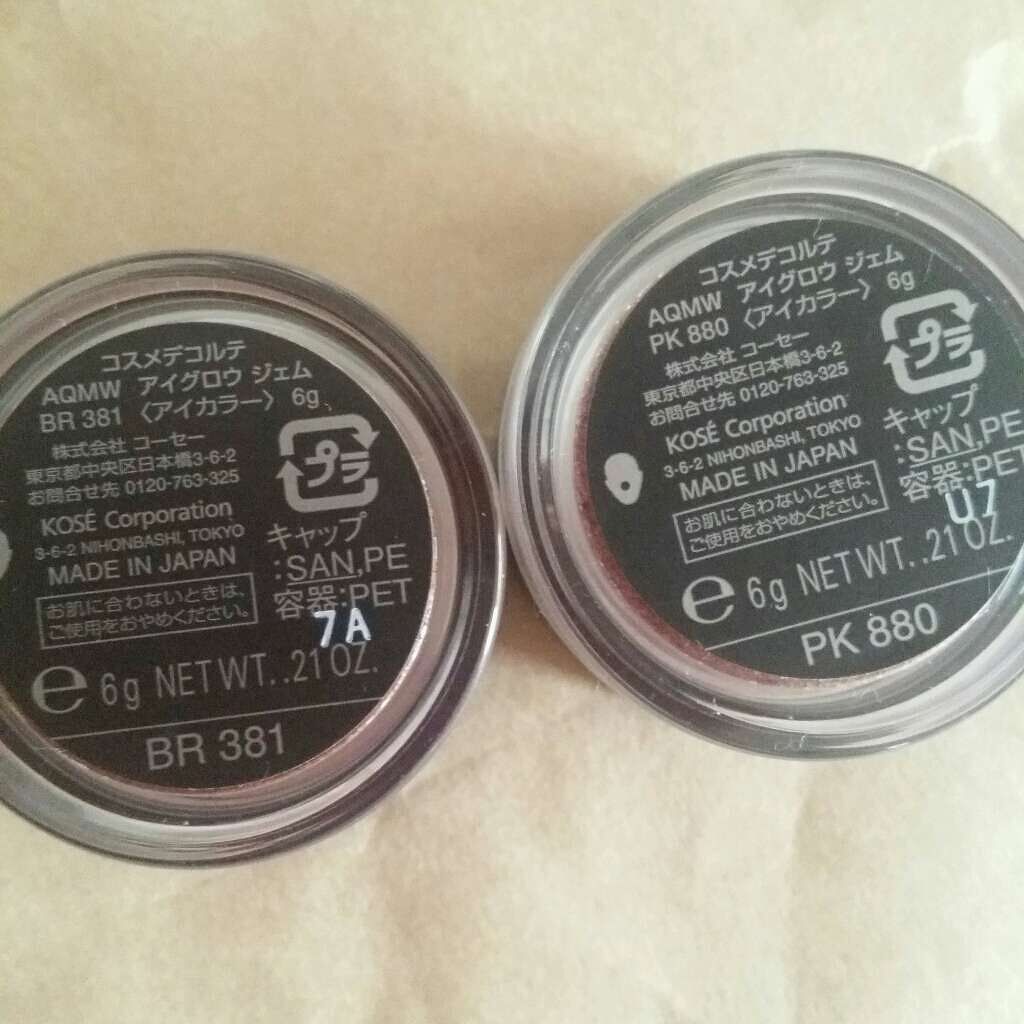 コスメデコルテ
AQMW アイグロウ ジェム
BR 381 〈アイカラー〉 6g
株式会社 コーセー
東京都中央区日本橋3-6-2
お問合せ先 0120-763-325
KOSÉ Corporation
3-6-2 NIHONBASHI, TOKYO
MADE IN JAPAN
お肌に合わないときは、
ご使用をおやめください。
プラ
キャップ
:SAN,PE
容器:PET
7A
e 6g NET WT. .21 OZ.
BR 381
コスメデコルテ
AQMW アイグロウ ジェム
PK 880 〈アイカラー〉 6g
株式会社 コーセー
東京都中央区日本橋3-6-2
お問合せ先 0120-763-325
KOSÉ Corporation
3-6-2 NIHONBASHI, TOKYO
MADE IN JAPAN
お肌に合わないときは、
ご使用をおやめください。
プラ
キャップ
:SAN,PE
容器:PET
U7
e 6g NET WT. .21 OZ.
PK 880